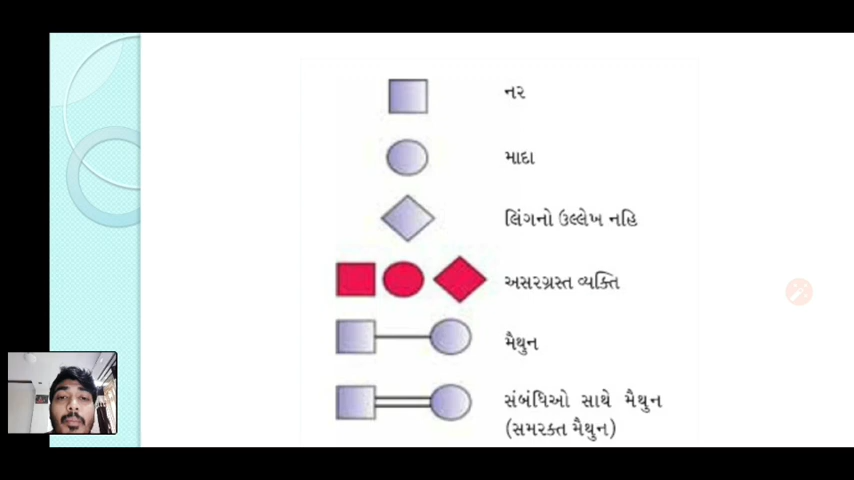 નર
માદા
લિંગનો ઉલ્લેખ નહિ
અસરગ્રસ્ત વ્યક્તિ
મૈથુન
સંબંધિઓ સાથે મૈથુન
(સમરક્ત મૈથુન)